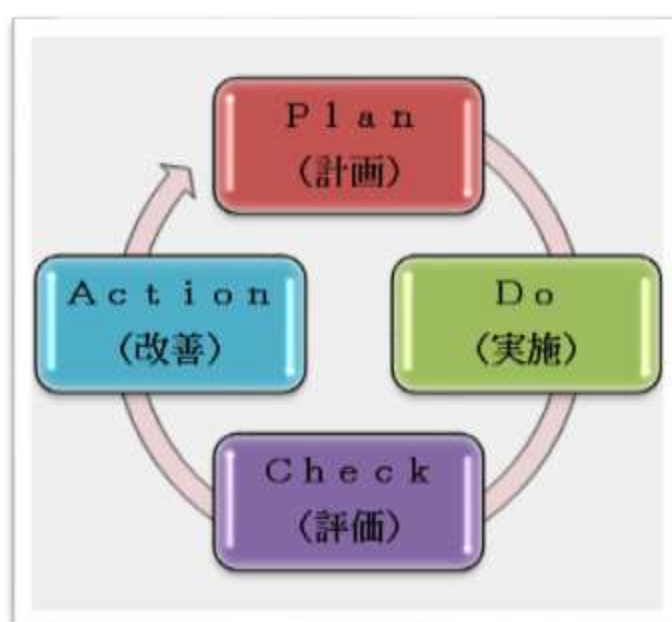 Ｐｌａｎ
（計画）
Ｄｏ
（実施）
Ｃｈｅｃｋ
（評価）
Ａｃｔｉｏｎ
（改善）